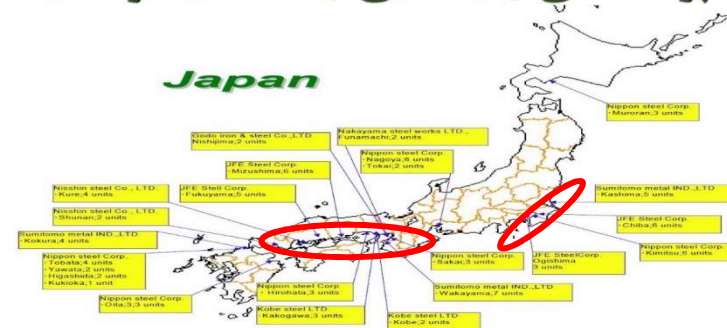 Japan
Nippon steel Corp.
-Muroran;3 units
Nakayama steel works LTD ,
Funamachi;2 units
Godo iron & steel Co.,LTD
Nishijima;2 units
Nippon steel Corp.
-Nagoya;6 units
-Tokai;2 units
JFE Steel Corp.
-Mizushima;6 units
Nisshin steel Co., LTD.
-Kure;4 units
JFE Stell Corp.
-Fukuyama;5 units
Sumitomo metal IND .,LTD
-Kashima;5 units
Nisshin steel Co., LTD.
-Shunan;2 units
JFE Steel Corp.
-Chiba;6 units
Sumitomo metal IND .,LTD
-Kokura;4 units
Nippon steel Corp.
-Kimitsu;6 units
Nippon steel Corp.
-Tobata;4 units
-Yawata;2 units
-Higashida;2 units
-Kukioka;1 unit
Nippon steel Corp.
-Sakai;3 units
JFE SteelCorp.
Ogishima
3 units
Nippon steel Corp.
- Hirohata;3 units
Sumitomo metal IND.,LTD
-Wakayama;7 units
Nippon steel Corp.
-Oita;3,3 units
Kobe steel LTD.
-Kakogawa;3 units
Kobe steel LTD.
-Kobe;2 units